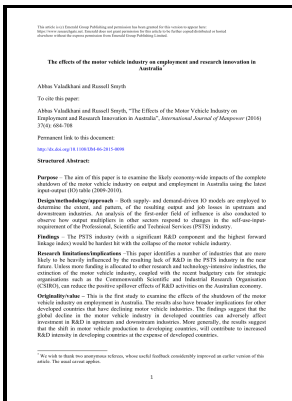 This article is (c) Emerald Group Publishing and permission has been granted for this version to appear here:
https://www.researchgate.net/. Emerald does not grant permission for this article to be further copied/distributed or hosted
elsewhere without the express permission from Emerald Group Publishing Limited.
The effects of the motor vehicle industry on employment and research innovation in
Australia*
Abbas Valadkhani and Russell Smyth
To cite this paper:
Abbas Valadkhani and Russell Smyth, "The Effects of the Motor Vehicle Industry on
Employment and Research Innovation in Australia", International Journal of Manpower (2016)
37(4): 684-708
Permanent link to this document:
http://dx.doi.org/10.1108/IJM-06-2015-0090
Structured Abstract:
Purpose – The aim of this paper is to examine the likely economy-wide impacts of the complete
shutdown of the motor vehicle industry on output and employment in Australia using the latest
input-output (IO) table (2009-2010).
Design/methodology/approach – Both supply- and demand-driven IO models are employed to
determine the extent, and pattern, of the resulting output and job losses in upstream and
downstream industries. An analysis of the first-order field of influence is also conducted to
observe how output multipliers in other sectors respond to changes in the self-use-input-
requirement of the Professional, Scientific and Technical Services (PSTS) industry.
Findings – The PSTS industry (with a significant R&D component and the highest forward
linkage index) would be hardest hit with the collapse of the motor vehicle industry.
Research limitations/implications -This paper identifies a number of industries that are more
likely to be heavily influenced by the resulting lack of R&D in the PSTS industry in the near
future. Unless more funding is allocated to other research and technology-intensive industries, the
extinction of the motor vehicle industry, coupled with the recent budgetary cuts for strategic
organisations such as the Commonwealth Scientific and Industrial Research Organisation
(CSIRO), can reduce the positive spillover effects of R&D activities on the Australian economy.
Originality/value – This is the first study to examine the effects of the shutdown of the motor
vehicle industry on employment in Australia. The results also have broader implications for other
developed countries that have declining motor vehicle industries. The findings suggest that the
global decline in the motor vehicle industry in developed countries can adversely affect
investment in R&D in upstream and downstream industries. More generally, the results suggest
that the shift in motor vehicle production to developing countries, will contribute to increased
R&D intensity in developing countries at the expense of developed countries.
* We wish to thank two anonymous referees, whose useful feedback considerably improved an earlier version of this
article. The usual caveat applies.
1